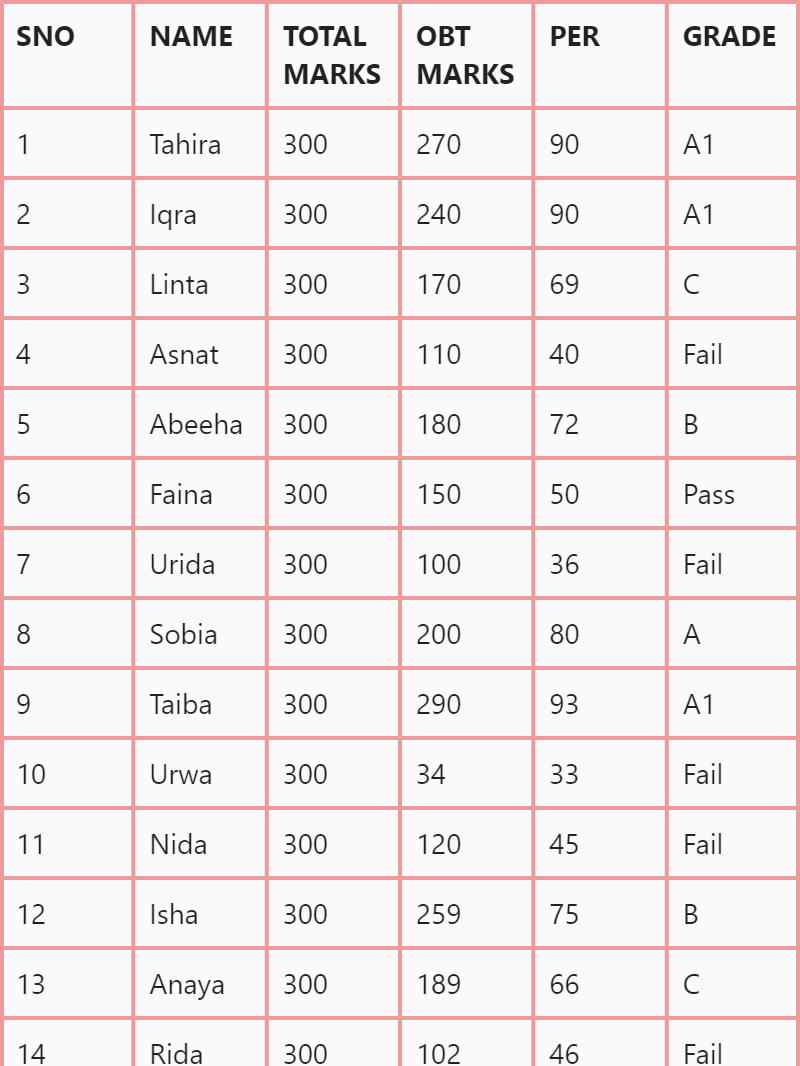 SNO NAME TOTAL MARKS OBT MARKS PER GRADE
1 Tahira 300 270 90 A1
2 Iqra 300 240 90 A1
3 Linta 300 170 69 C
4 Asnat 300 110 40 Fail
5 Abeeha 300 180 72 B
6 Faina 300 150 50 Pass
7 Urida 300 100 36 Fail
8 Sobia 300 200 80 A
9 Taiba 300 290 93 A1
10 Urwa 300 34 33 Fail
11 Nida 300 120 45 Fail
12 Isha 300 259 75 B
13 Anaya 300 189 66 C
14 Rida 300 102 46 Fail